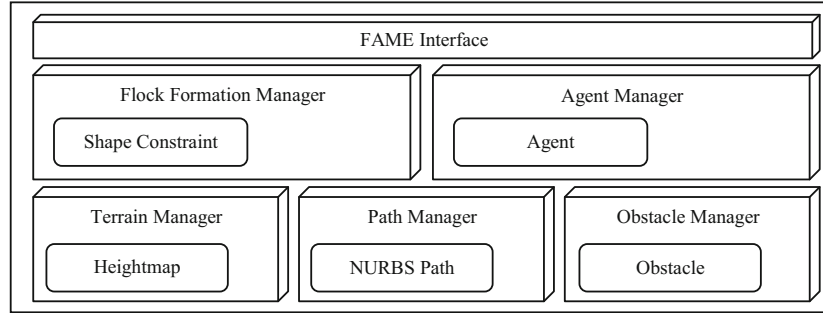 FAME Interface
Flock Formation Manager
Shape Constraint
Agent Manager
Agent
Terrain Manager
Heightmap
Path Manager
NURBS Path
Obstacle Manager
Obstacle